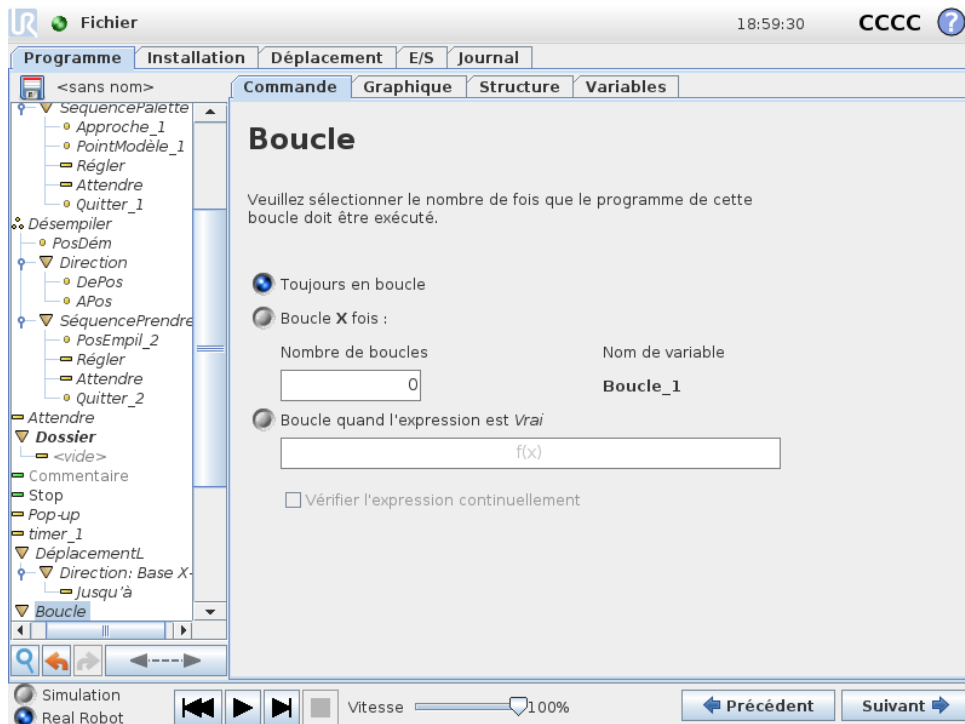 UR Fichier 18:59:30 CCCC ?
Programme Installation Déplacement E/S Journal
<sans nom>
Commande Graphique Structure Variables
SéquencePalette
Approche_1
PointModèle_1
Régler
Attendre
Quitter_1
Désempiler
PosDém
Direction
DePos
APos
SéquencePrendre
PosEmpil_2
Régler
Attendre
Quitter_2
Attendre
Dossier
<vide>
Commentaire
Stop
Pop-up
timer_1
DéplacementL
Direction: Base X-
Jusqu'à
Boucle
Boucle
Veuillez sélectionner le nombre de fois que le programme de cette
boucle doit être exécuté.
Toujours en boucle
Boucle X fois :
Nombre de boucles Nom de variable
0 Boucle_1
Boucle quand l'expression est Vrai
f(x)
Vérifier l'expression continuellement
Simulation
Real Robot
Vitesse 100%
Précédent Suivant